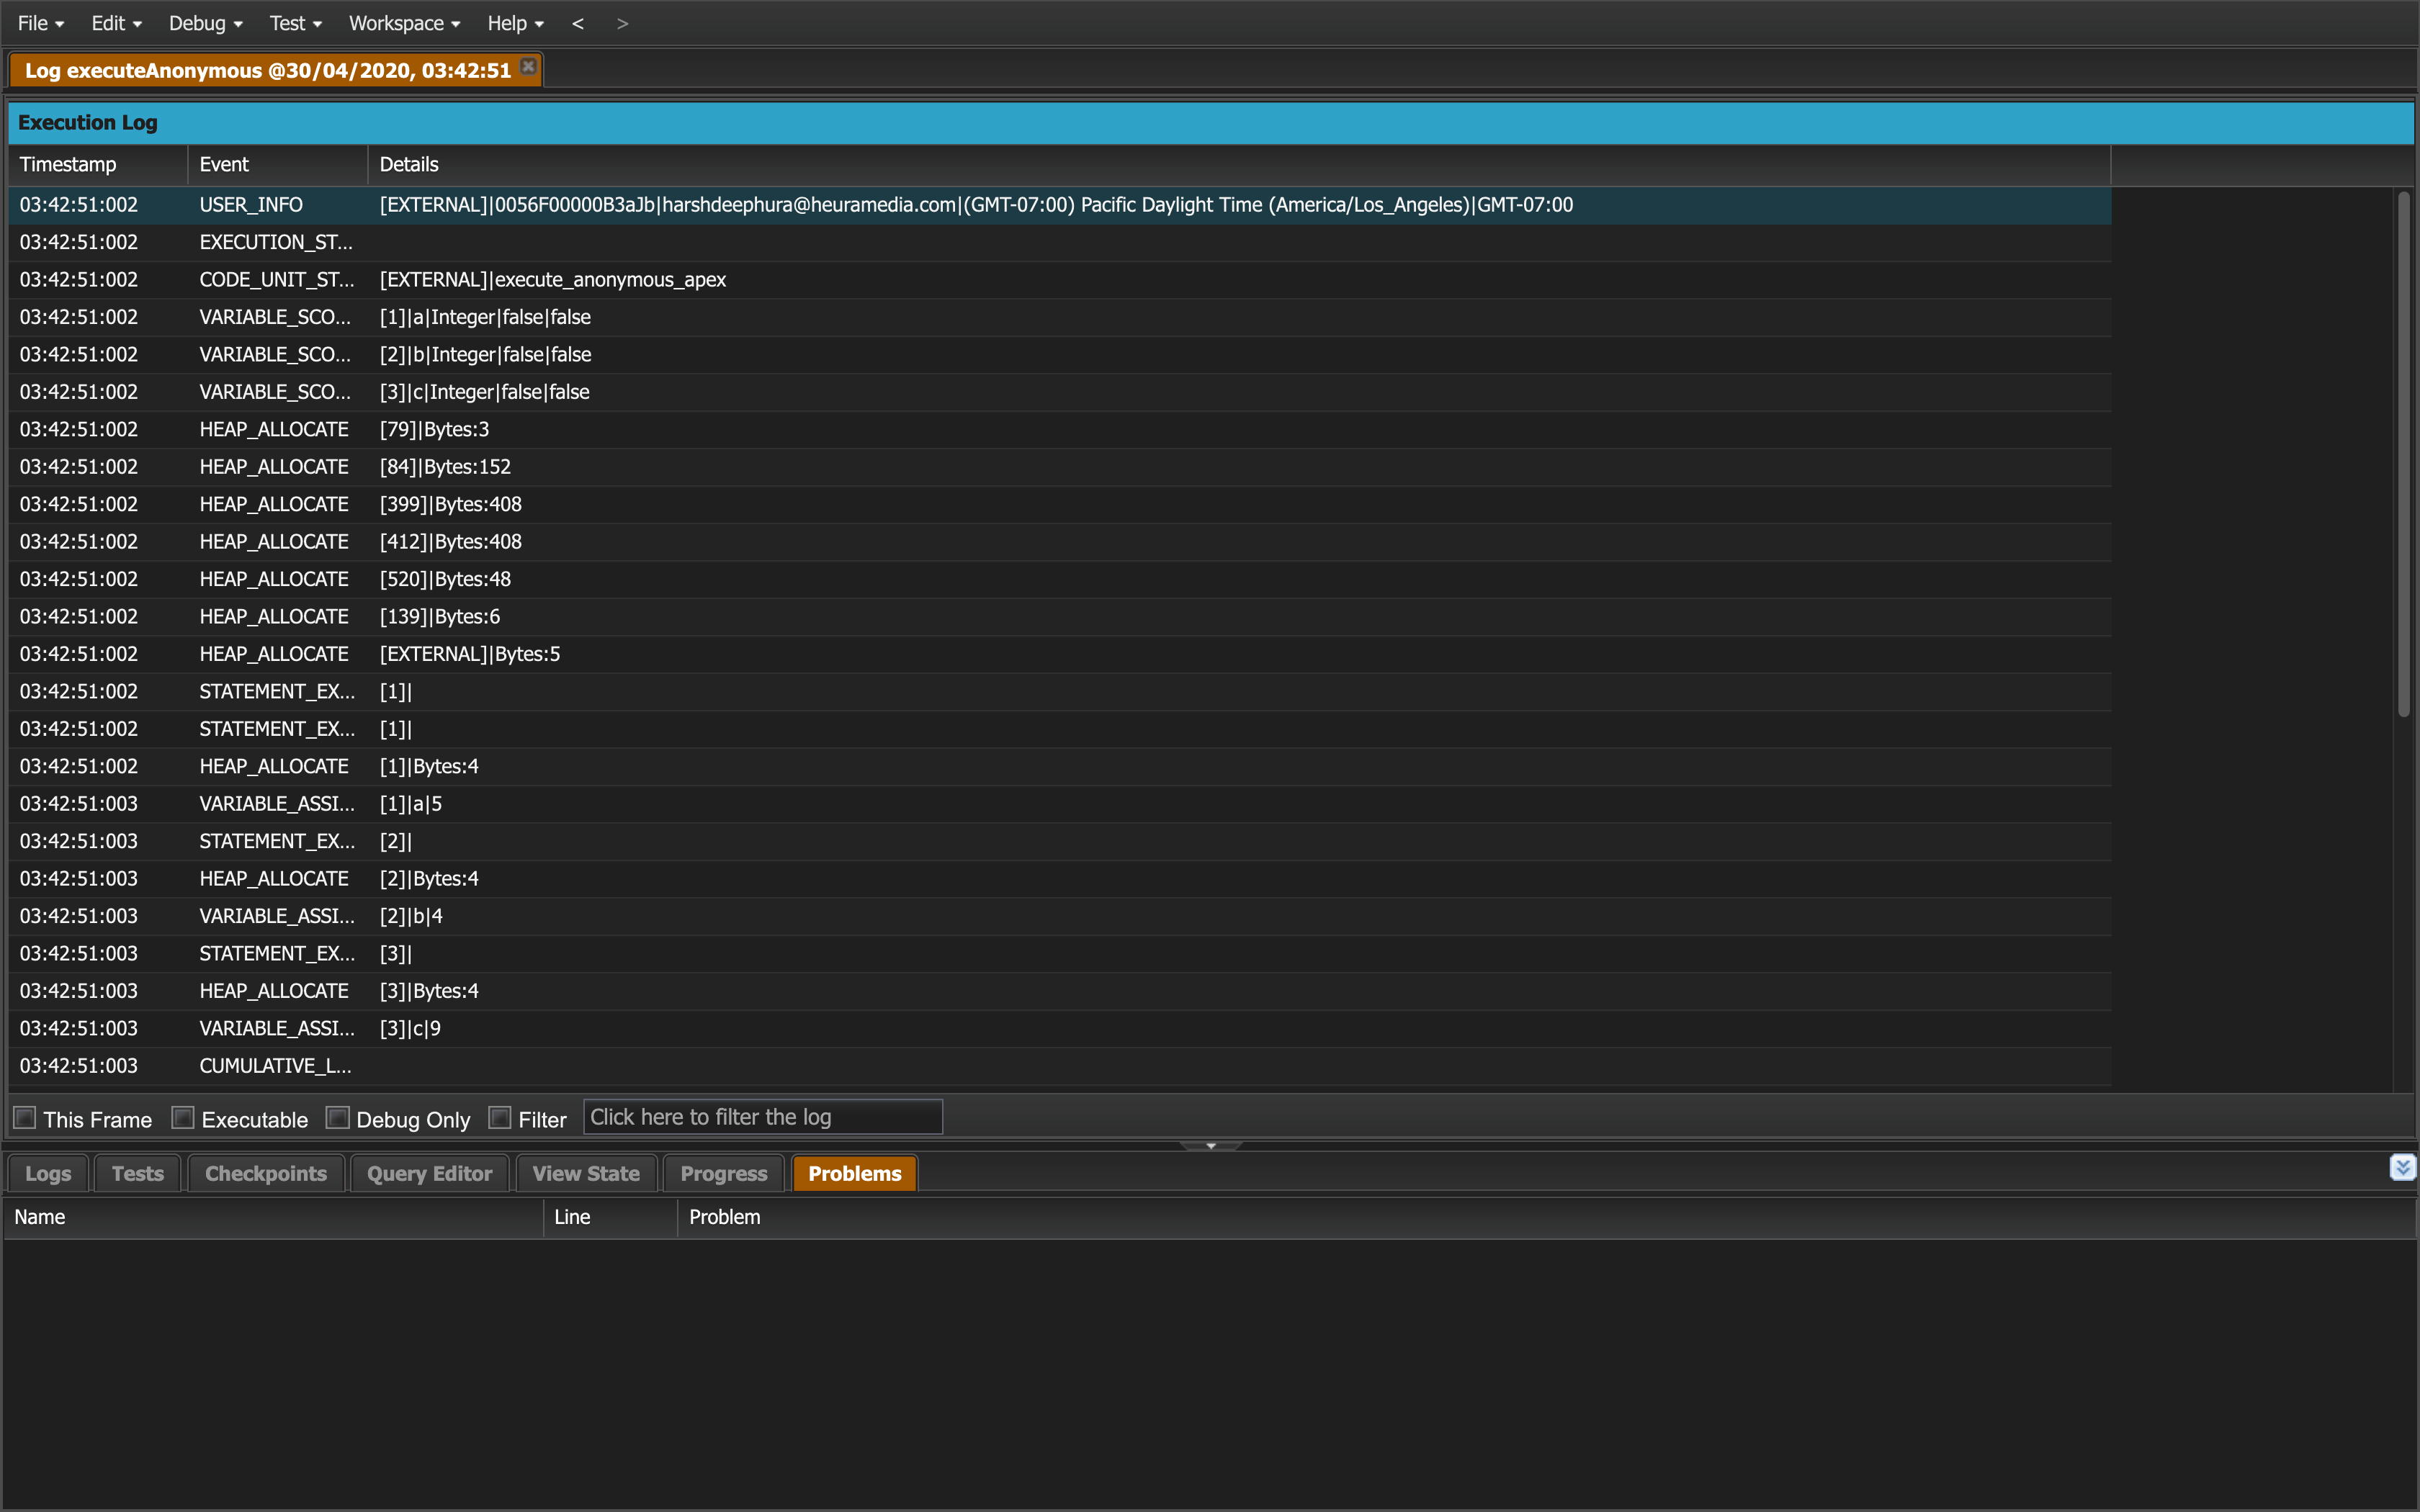 File Edit Debug Test Workspace Help < >
Log executeAnonymous @30/04/2020, 03:42:51
Execution Log
Timestamp Event Details
03:42:51:002 USER_INFO [EXTERNAL]|0056F00000B3aJb|harshdeephura@heuramedia.com|(GMT-07:00) Pacific Daylight Time (America/Los_Angeles)|GMT-07:00
03:42:51:002 EXECUTION_ST...
03:42:51:002 CODE_UNIT_ST... [EXTERNAL]|execute_anonymous_apex
03:42:51:002 VARIABLE_SCO... [1]|a|Integer|false|false
03:42:51:002 VARIABLE_SCO... [2]|b|Integer|false|false
03:42:51:002 VARIABLE_SCO... [3]|c|Integer|false|false
03:42:51:002 HEAP_ALLOCATE [79]|Bytes:3
03:42:51:002 HEAP_ALLOCATE [84]|Bytes:152
03:42:51:002 HEAP_ALLOCATE [399]|Bytes:408
03:42:51:002 HEAP_ALLOCATE [412]|Bytes:408
03:42:51:002 HEAP_ALLOCATE [520]|Bytes:48
03:42:51:002 HEAP_ALLOCATE [139]|Bytes:6
03:42:51:002 HEAP_ALLOCATE [EXTERNAL]|Bytes:5
03:42:51:002 STATEMENT_EX... [1]|
03:42:51:002 STATEMENT_EX... [1]|
03:42:51:002 HEAP_ALLOCATE [1]|Bytes:4
03:42:51:003 VARIABLE_ASSI... [1]|a|5
03:42:51:003 STATEMENT_EX... [2]|
03:42:51:003 HEAP_ALLOCATE [2]|Bytes:4
03:42:51:003 VARIABLE_ASSI... [2]|b|4
03:42:51:003 STATEMENT_EX... [3]|
03:42:51:003 HEAP_ALLOCATE [3]|Bytes:4
03:42:51:003 VARIABLE_ASSI... [3]|c|9
03:42:51:003 CUMULATIVE_L...
This Frame Executable Debug Only Filter Click here to filter the log
Logs Tests Checkpoints Query Editor View State Progress Problems
Name Line Problem